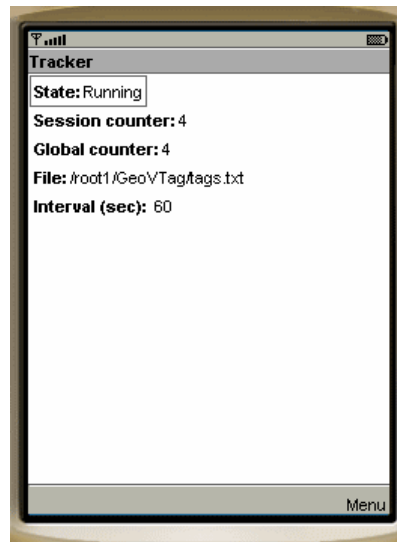 Tracker
State: Running
Session counter: 4
Global counter: 4
File: /root1/GeoVTag/tags.txt
Interval (sec): 60
Menu